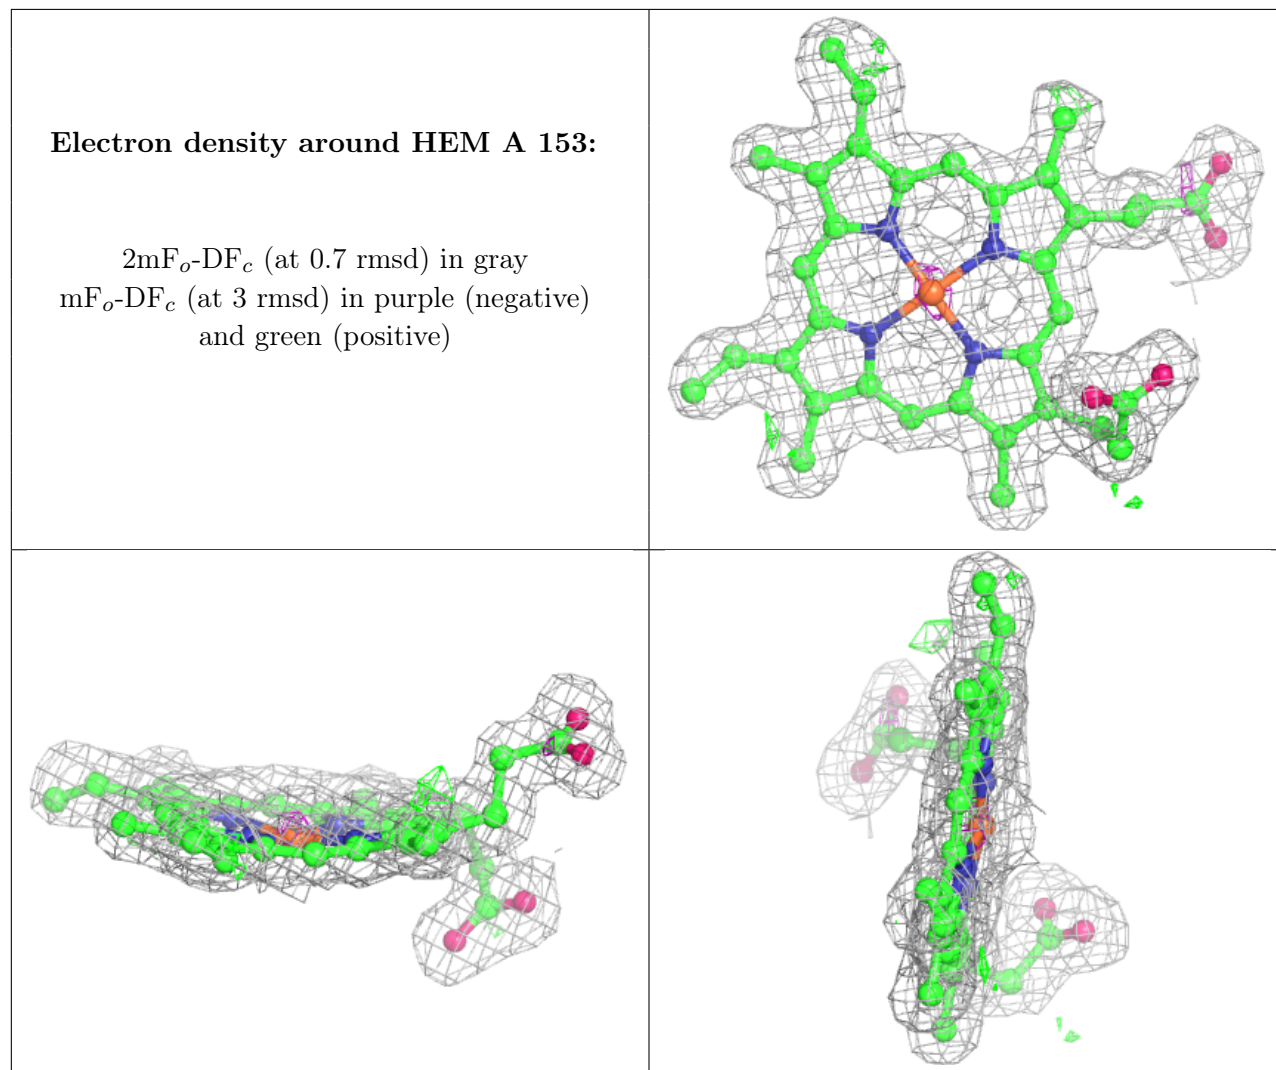 Electron density around HEM A 153:
2mFₒ-DF𝑐 (at 0.7 rmsd) in gray
mFₒ-DF𝑐 (at 3 rmsd) in purple (negative)
and green (positive)